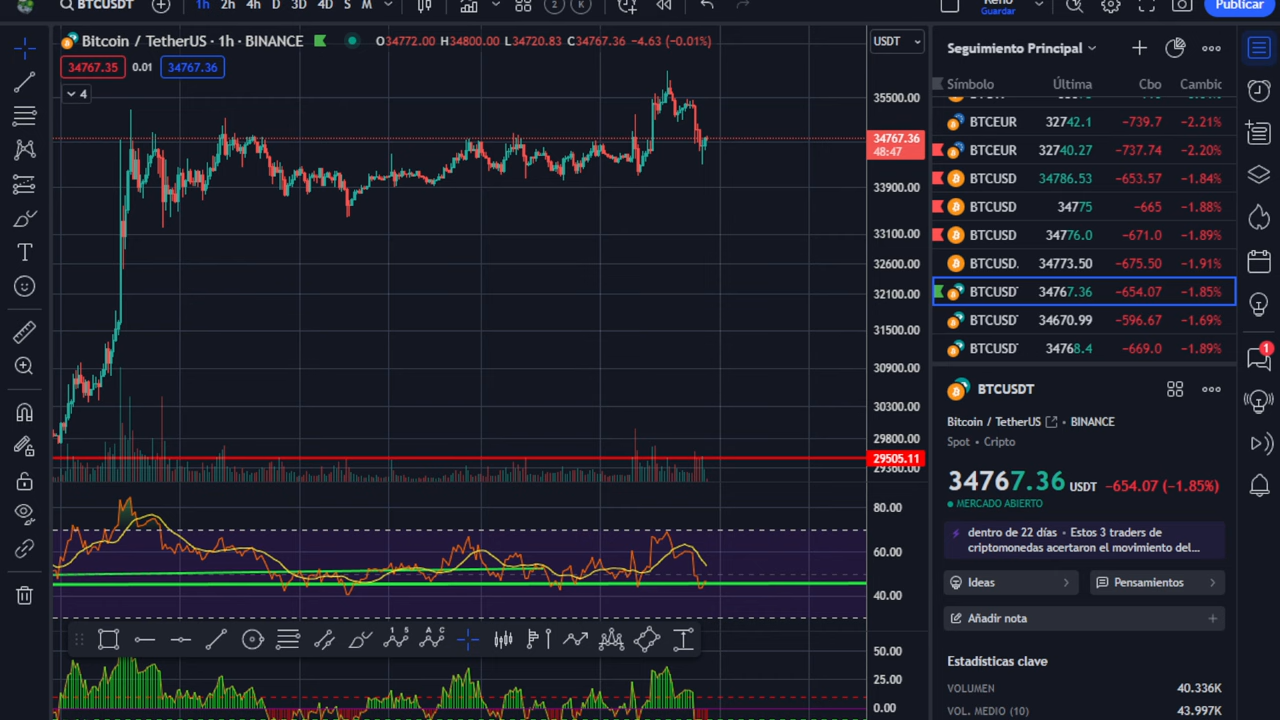 BTCUSDT
1h 2h 4h D 3D 4D S M
2 K
Reno
Guardar
Publicar
Bitcoin / TetherUS · 1h · BINANCE
O34772.00 H34800.00 L34720.83 C34767.36 −4.63 (−0.01%)
34767.35 0.01 34767.36
4
USDT
35500.00
34767.36
48:47
33900.00
33100.00
32600.00
32100.00
31500.00
30900.00
30300.00
29800.00
29505.11
80.00
60.00
40.00
50.00
25.00
0.00
Seguimiento Principal
Símbolo Última Cbo Cambic
BTCEUR 32742.1 −739.7 −2.21%
BTCEUR 32740.27 −737.74 −2.20%
BTCUSD 34786.53 −653.57 −1.84%
BTCUSD 34775 −665 −1.88%
BTCUSD 34776.0 −671.0 −1.89%
BTCUSD. 34773.50 −675.50 −1.91%
BTCUSD 34767.36 −654.07 −1.85%
BTCUSD 34670.99 −596.67 −1.69%
BTCUSD 34768.4 −669.0 −1.89%
1
BTCUSDT
Bitcoin / TetherUS • BINANCE
Spot • Cripto
34767.36 USDT −654.07 (−1.85%)
MERCADO ABIERTO
dentro de 22 días • Estos 3 traders de
criptomonedas acertaron el movimiento del...
Ideas
Pensamientos
Añadir nota
Estadísticas clave
VOLUMEN 40.336K
VOL. MEDIO (10) 43.997K